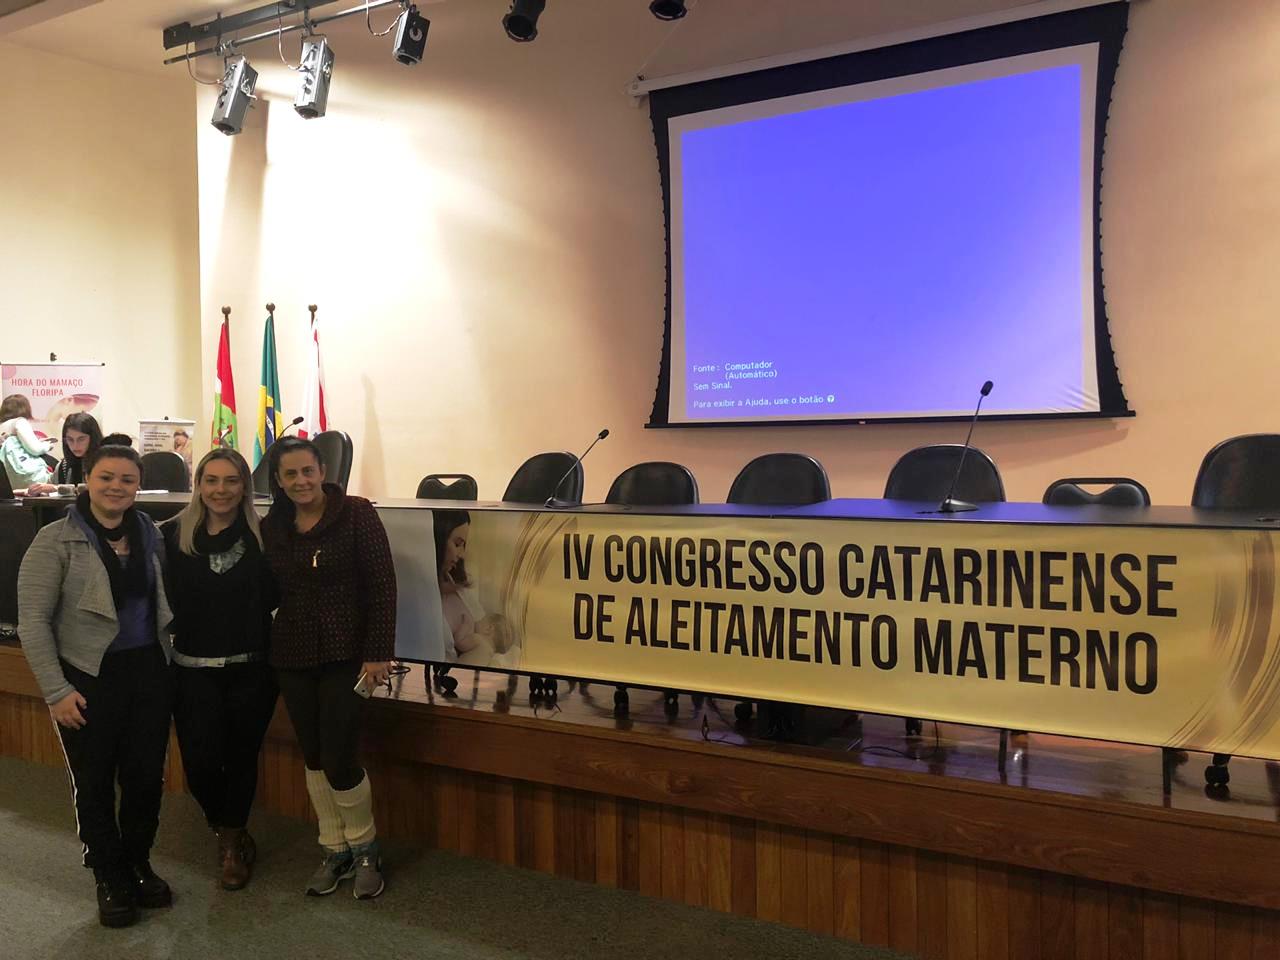 HORA DO MAMAÇO
FLORIPA
Fonte : Computador
(Automático)
Sem Sinal.
Para exibir a Ajuda, use o botão ?
IV CONGRESSO CATARINENSE
DE ALEITAMENTO MATERNO